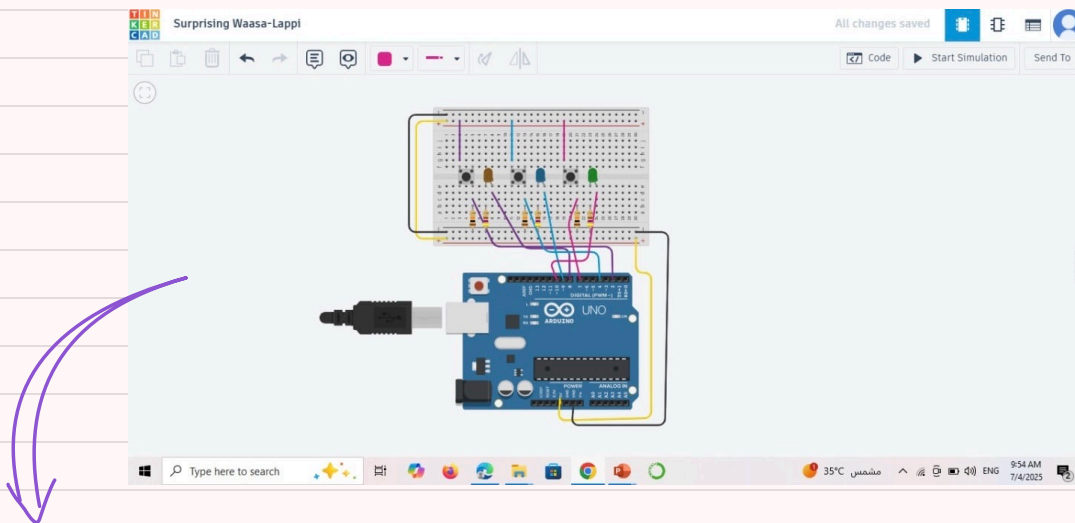 TIN
KER
CAD
Surprising Waasa-Lappi
All changes saved
Code
Start Simulation
Send To
DIGITAL (PWM~)
UNO
ARDUINO
POWER
ANALOG IN
Type here to search
35°C مشمس
ENG
9:54 AM
7/4/2025
2